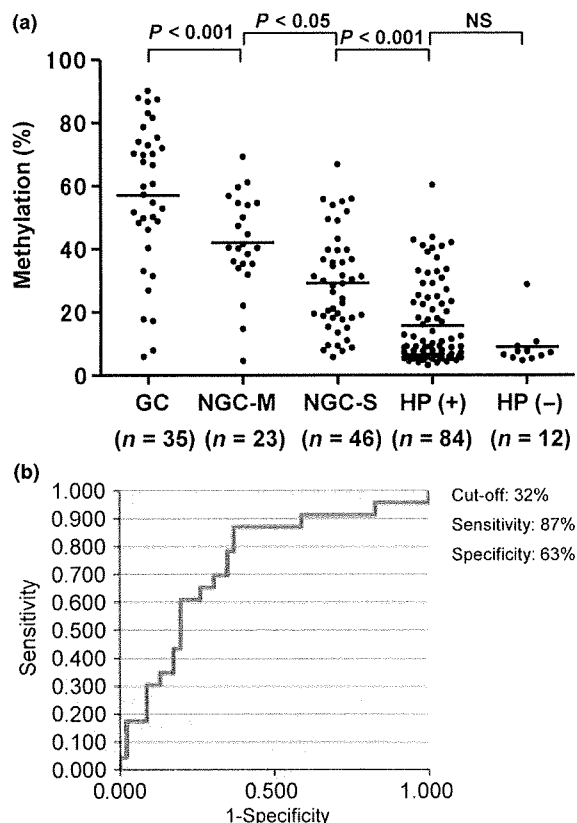 (a)
P < 0.001
P < 0.05
P < 0.001
NS
Methylation (%)
100
80
60
40
20
0
GC
NGC-M
NGC-S
HP (+)
HP (−)
(n = 35)
(n = 23)
(n = 46)
(n = 84)
(n = 12)
(b)
Sensitivity
1.000
0.900
0.800
0.700
0.600
0.500
0.400
0.300
0.200
0.100
0.000
0.000
0.500
1.000
1-Specificity
Cut-off: 32%
Sensitivity: 87%
Specificity: 63%